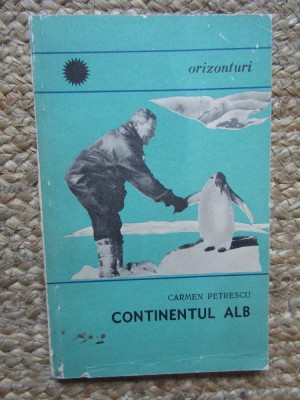 orizonturi
CARMEN PETRESCU
CONTINENTUL ALB